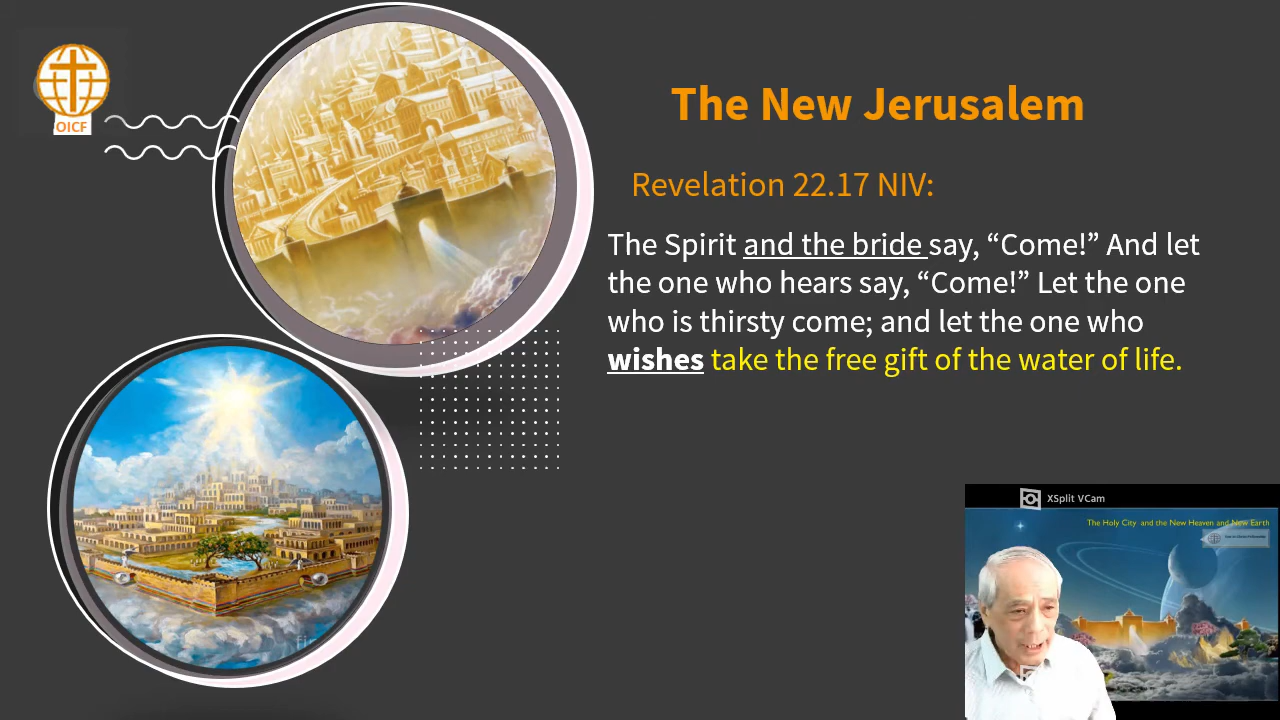 OICF
The New Jerusalem
Revelation 22.17 NIV:
The Spirit and the bride say, “Come!” And let
the one who hears say, “Come!” Let the one
who is thirsty come; and let the one who
wishes take the free gift of the water of life.
XSplit VCam
The Holy City and the New Heaven and New Earth